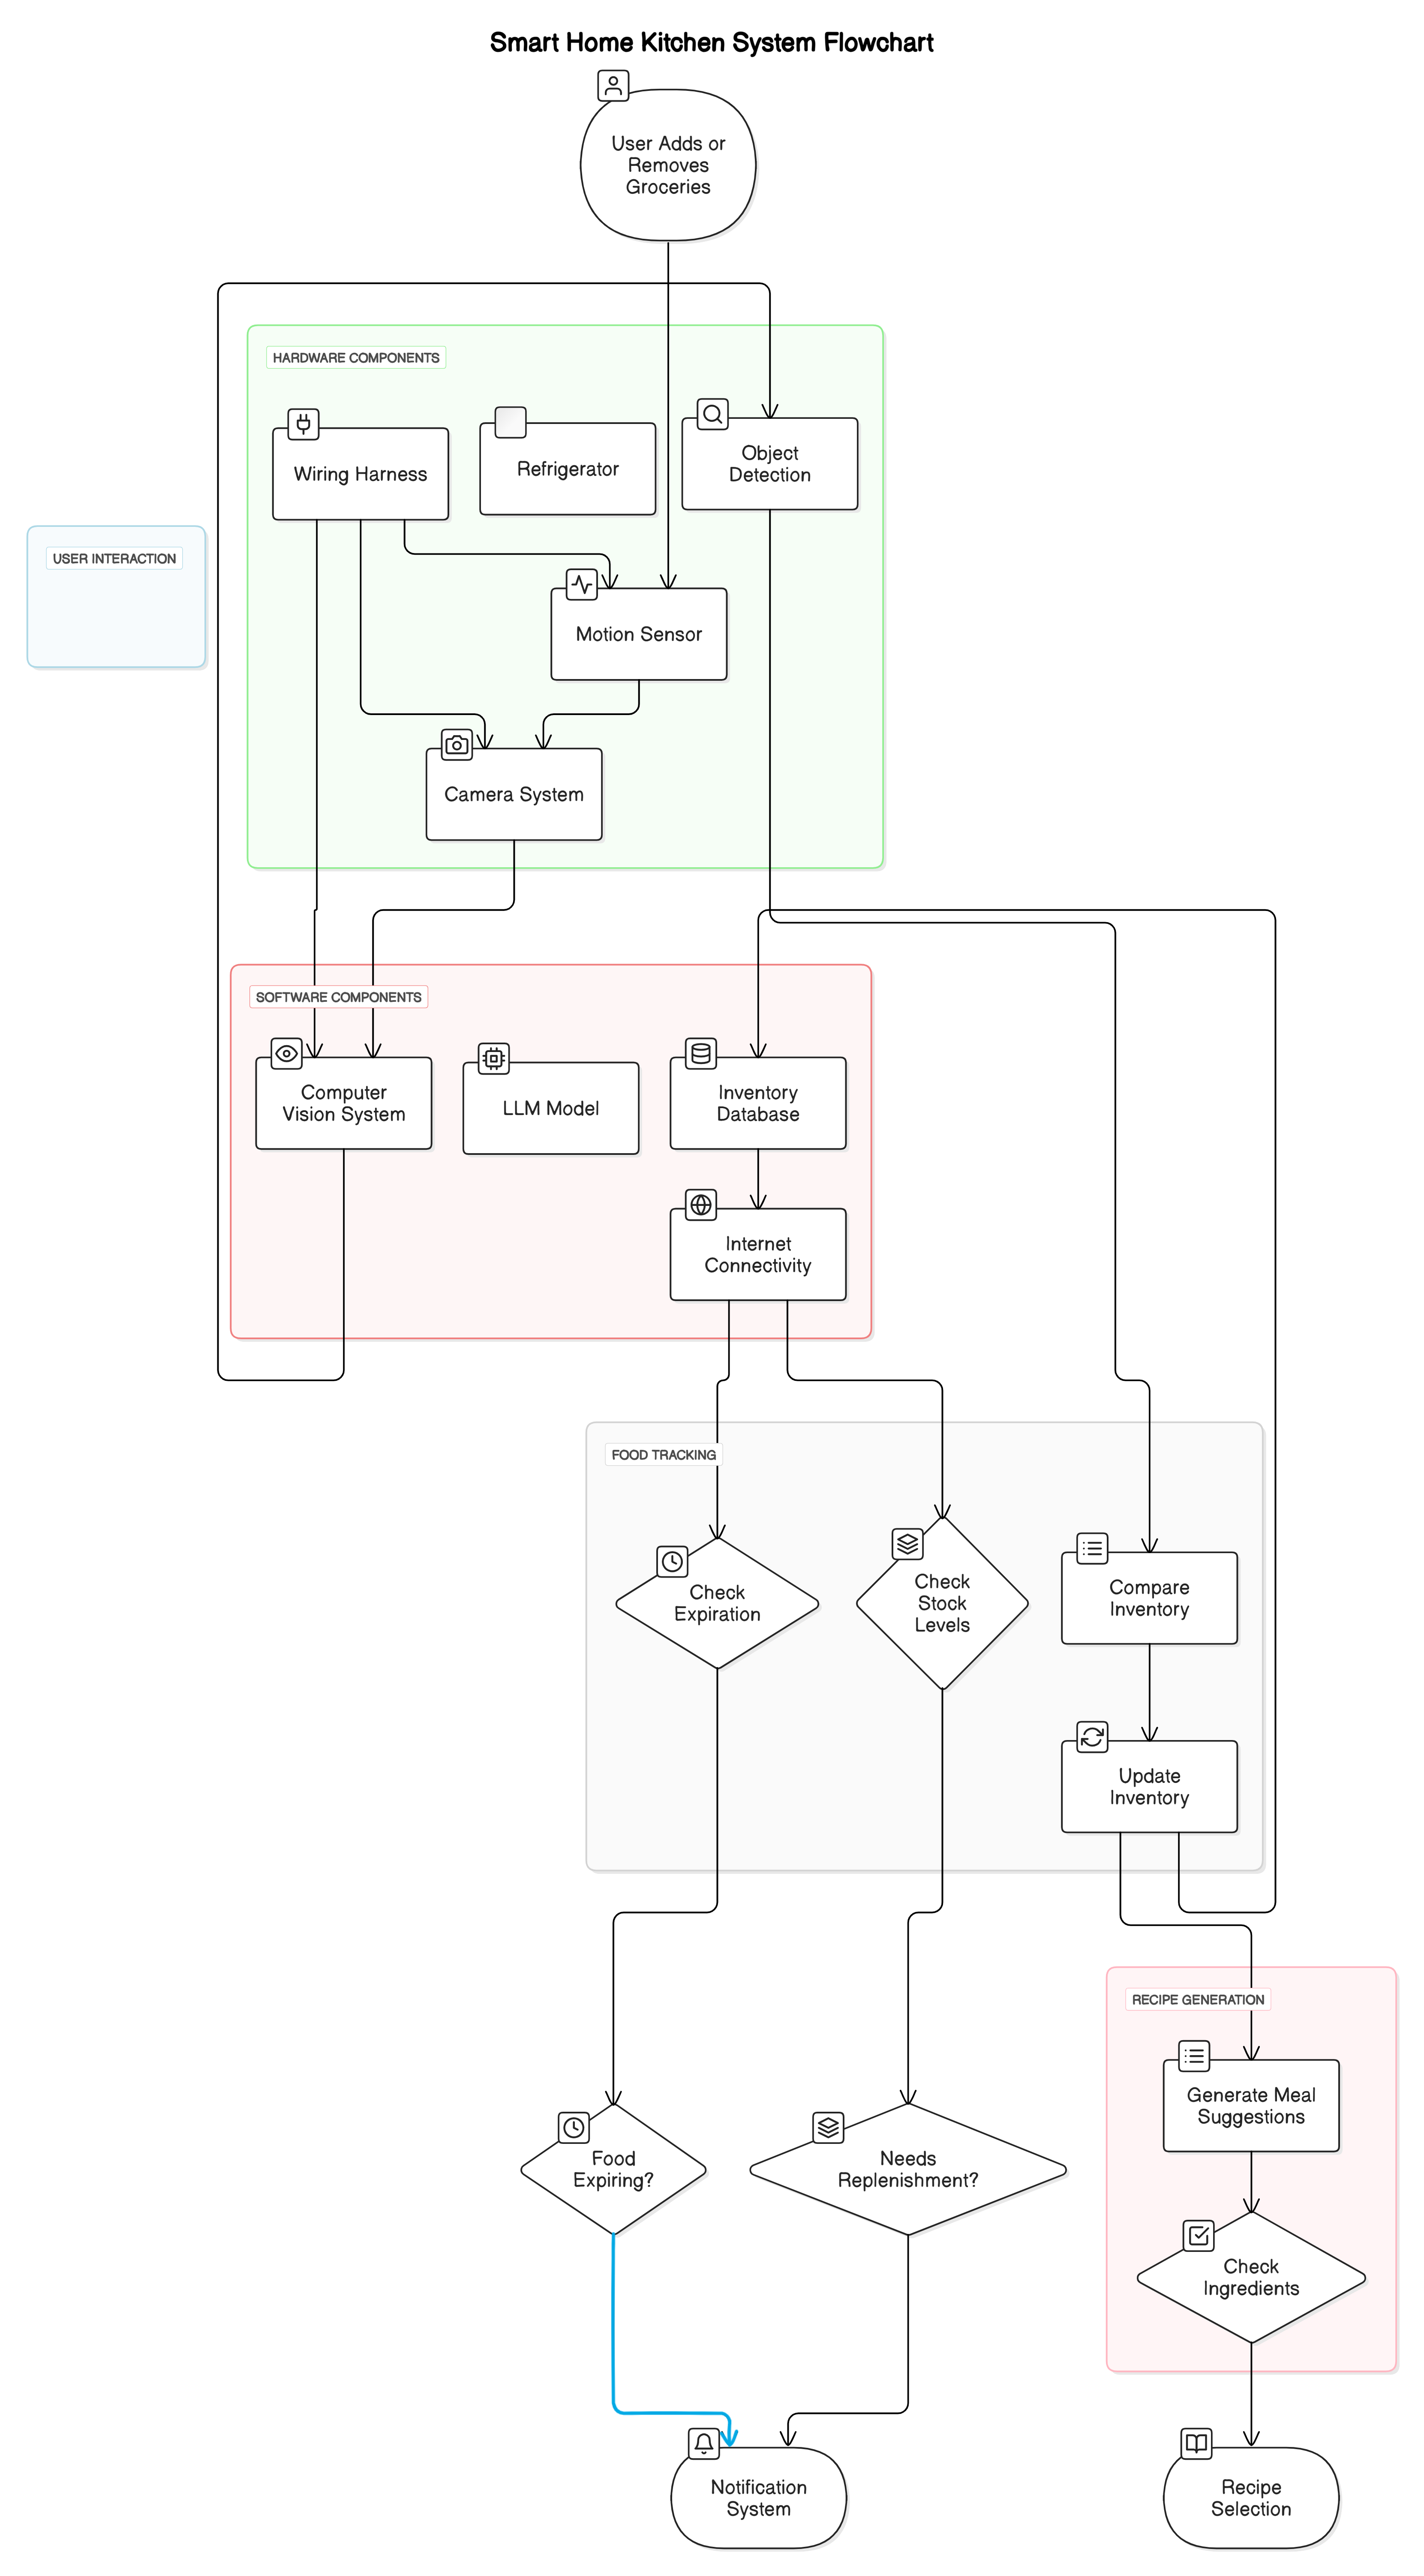 Smart Home Kitchen System Flowchart
User Adds or
Removes
Groceries
HARDWARE COMPONENTS
Wiring Harness
Refrigerator
Object
Detection
USER INTERACTION
Motion Sensor
Camera System
SOFTWARE COMPONENTS
Computer
Vision System
LLM Model
Inventory
Database
Internet
Connectivity
FOOD TRACKING
Check
Expiration
Check
Stock
Levels
Compare
Inventory
Update
Inventory
RECIPE GENERATION
Generate Meal
Suggestions
Food
Expiring?
Needs
Replenishment?
Check
Ingredients
Notification
System
Recipe
Selection